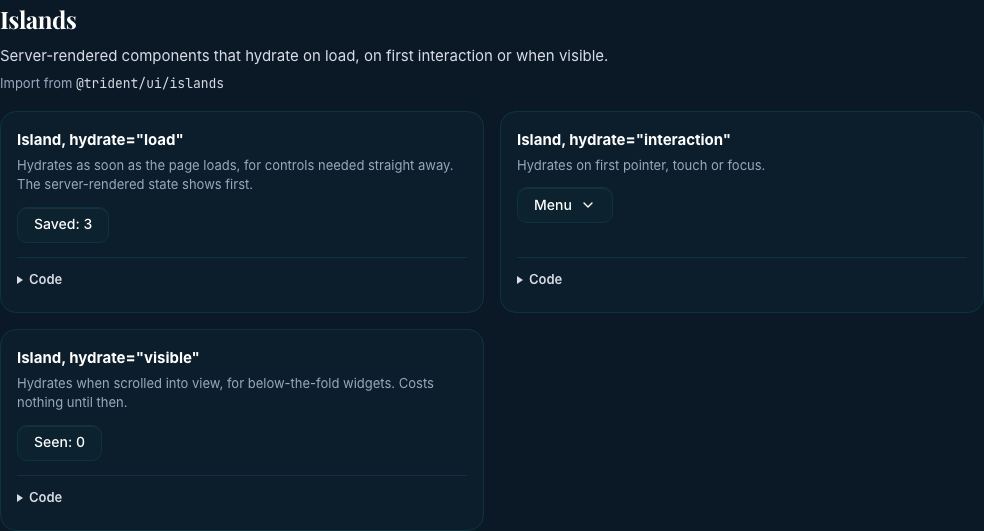 Islands
Server-rendered components that hydrate on load, on first interaction or when visible.
Import from @trident/ui/islands
Island, hydrate="load"
Hydrates as soon as the page loads, for controls needed straight away.
The server-rendered state shows first.
Saved: 3
Code
Island, hydrate="interaction"
Hydrates on first pointer, touch or focus.
Menu
Code
Island, hydrate="visible"
Hydrates when scrolled into view, for below-the-fold widgets. Costs
nothing until then.
Seen: 0
Code